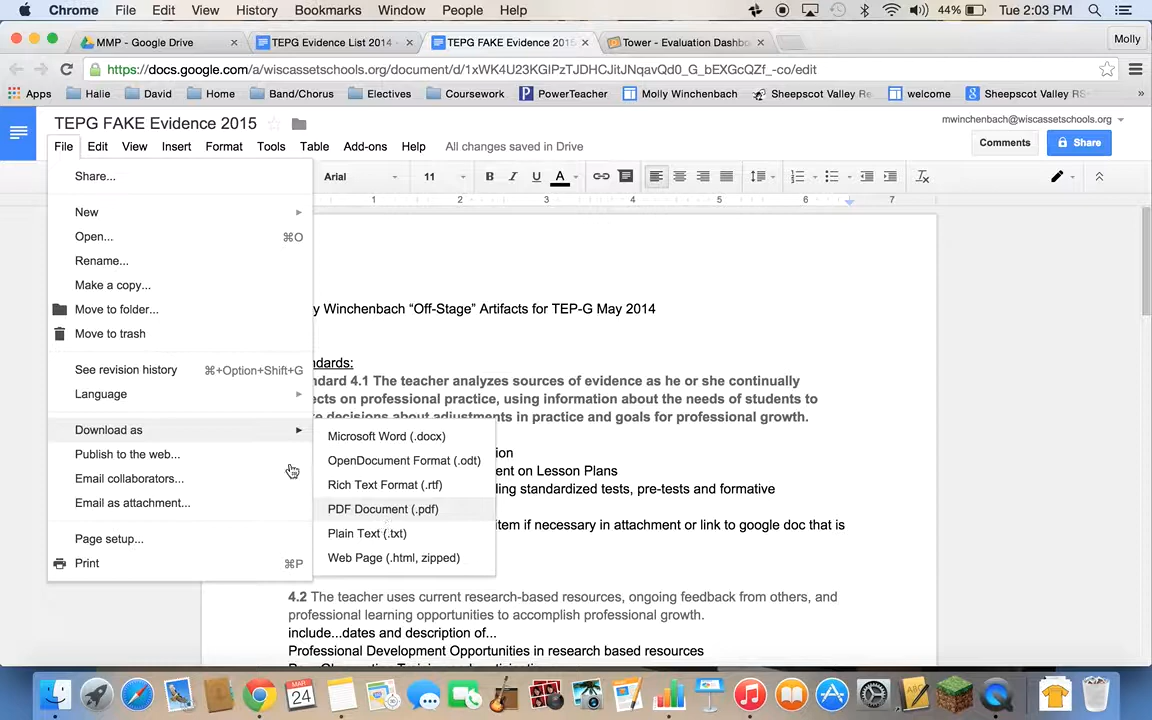 Chrome File Edit View History Bookmarks Window People Help 44% Tue 2:03 PM
MMP - Google Drive × TEPG Evidence List 2014 - × TEPG FAKE Evidence 2015 × Tower - Evaluation Dashbo × Molly
https://docs.google.com/a/wiscassetschools.org/document/d/1xWK4U23KGIPzTJDHCJitJNqavQd0_G_bEXGcQZf_-co/edit
Apps Halie David Home Band/Chorus Electives Coursework PowerTeacher Molly Winchenbach Sheepscot Valley Re welcome Sheepscot Valley RS »
TEPG FAKE Evidence 2015
mwinchenbach@wiscassetschools.org
File Edit View Insert Format Tools Table Add-ons Help All changes saved in Drive
Comments Share
Arial 11 B I U A
1 2 3 4 5 6 7
Share...
New
Open... ⌘O
Rename...
Make a copy...
Move to folder...
Move to trash
See revision history ⌘+Option+Shift+G
Language
Download as
Publish to the web...
Email collaborators...
Email as attachment...
Page setup...
Print ⌘P
Microsoft Word (.docx)
OpenDocument Format (.odt)
Rich Text Format (.rtf)
PDF Document (.pdf)
Plain Text (.txt)
Web Page (.html, zipped)
y Winchenbach “Off-Stage” Artifacts for TEP-G May 2014
ndards:
ndard 4.1 The teacher analyzes sources of evidence as he or she continually
ects on professional practice, using information about the needs of students to
decisions about adjustments in practice and goals for professional growth.
ion
ent on Lesson Plans
ing standardized tests, pre-tests and formative
item if necessary in attachment or link to google doc that is
4.2 The teacher uses current research-based resources, ongoing feedback from others, and
professional learning opportunities to accomplish professional growth.
include...dates and description of...
Professional Development Opportunities in research based resources
24